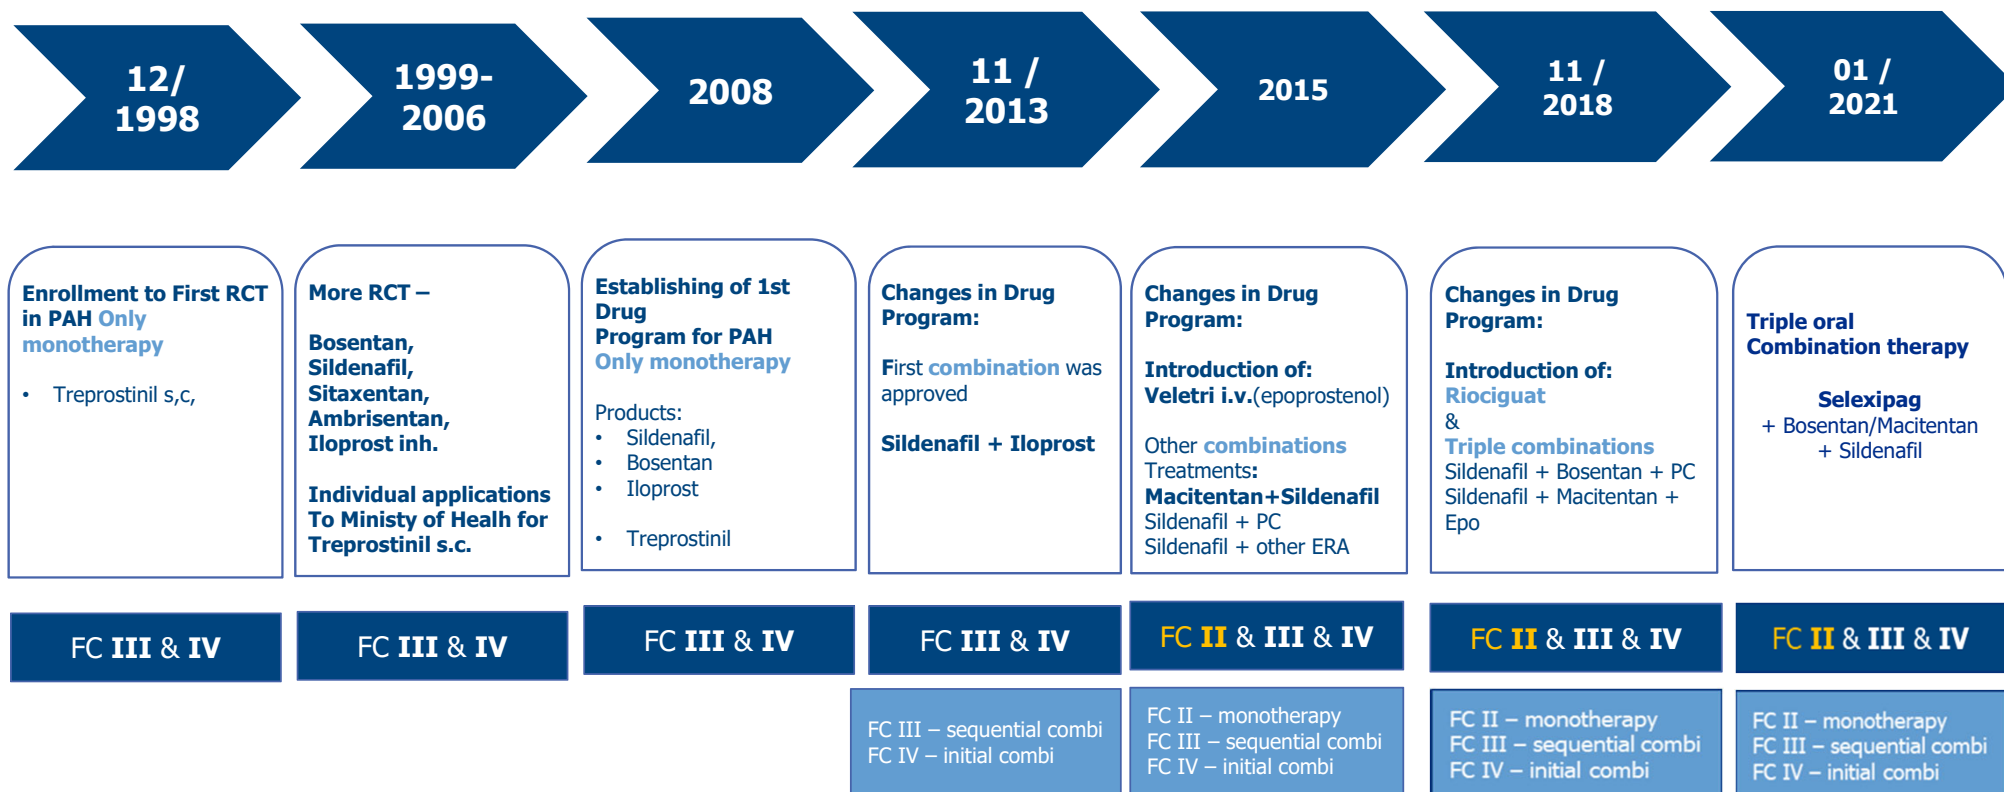 12/
1998
1999-
2006
2008
11 /
2013
2015
11 /
2018
01 /
2021
Enrollment to First RCT
in PAH Only
monotherapy
• Treprostinil s,c,
More RCT –
Bosentan,
Sildenafil,
Sitaxentan,
Ambrisentan,
Iloprost inh.
Individual applications
To Ministy of Healh for
Treprostinil s.c.
Establishing of 1st
Drug
Program for PAH
Only monotherapy
Products:
• Sildenafil,
• Bosentan
• Iloprost
• Treprostinil
Changes in Drug
Program:
First combination was
approved
Sildenafil + Iloprost
Changes in Drug
Program:
Introduction of:
Veletri i.v.(epoprostenol)
Other combinations
Treatments:
Macitentan+Sildenafil
Sildenafil + PC
Sildenafil + other ERA
Changes in Drug
Program:
Introduction of:
Riociguat
&
Triple combinations
Sildenafil + Bosentan + PC
Sildenafil + Macitentan +
Epo
Triple oral
Combination therapy
Selexipag
+ Bosentan/Macitentan
+ Sildenafil
FC III & IV
FC III & IV
FC III & IV
FC III & IV
FC II & III & IV
FC II & III & IV
FC II & III & IV
FC III – sequential combi
FC IV – initial combi
FC II – monotherapy
FC III – sequential combi
FC IV – initial combi
FC II – monotherapy
FC III – sequential combi
FC IV – initial combi
FC II – monotherapy
FC III – sequential combi
FC IV – initial combi